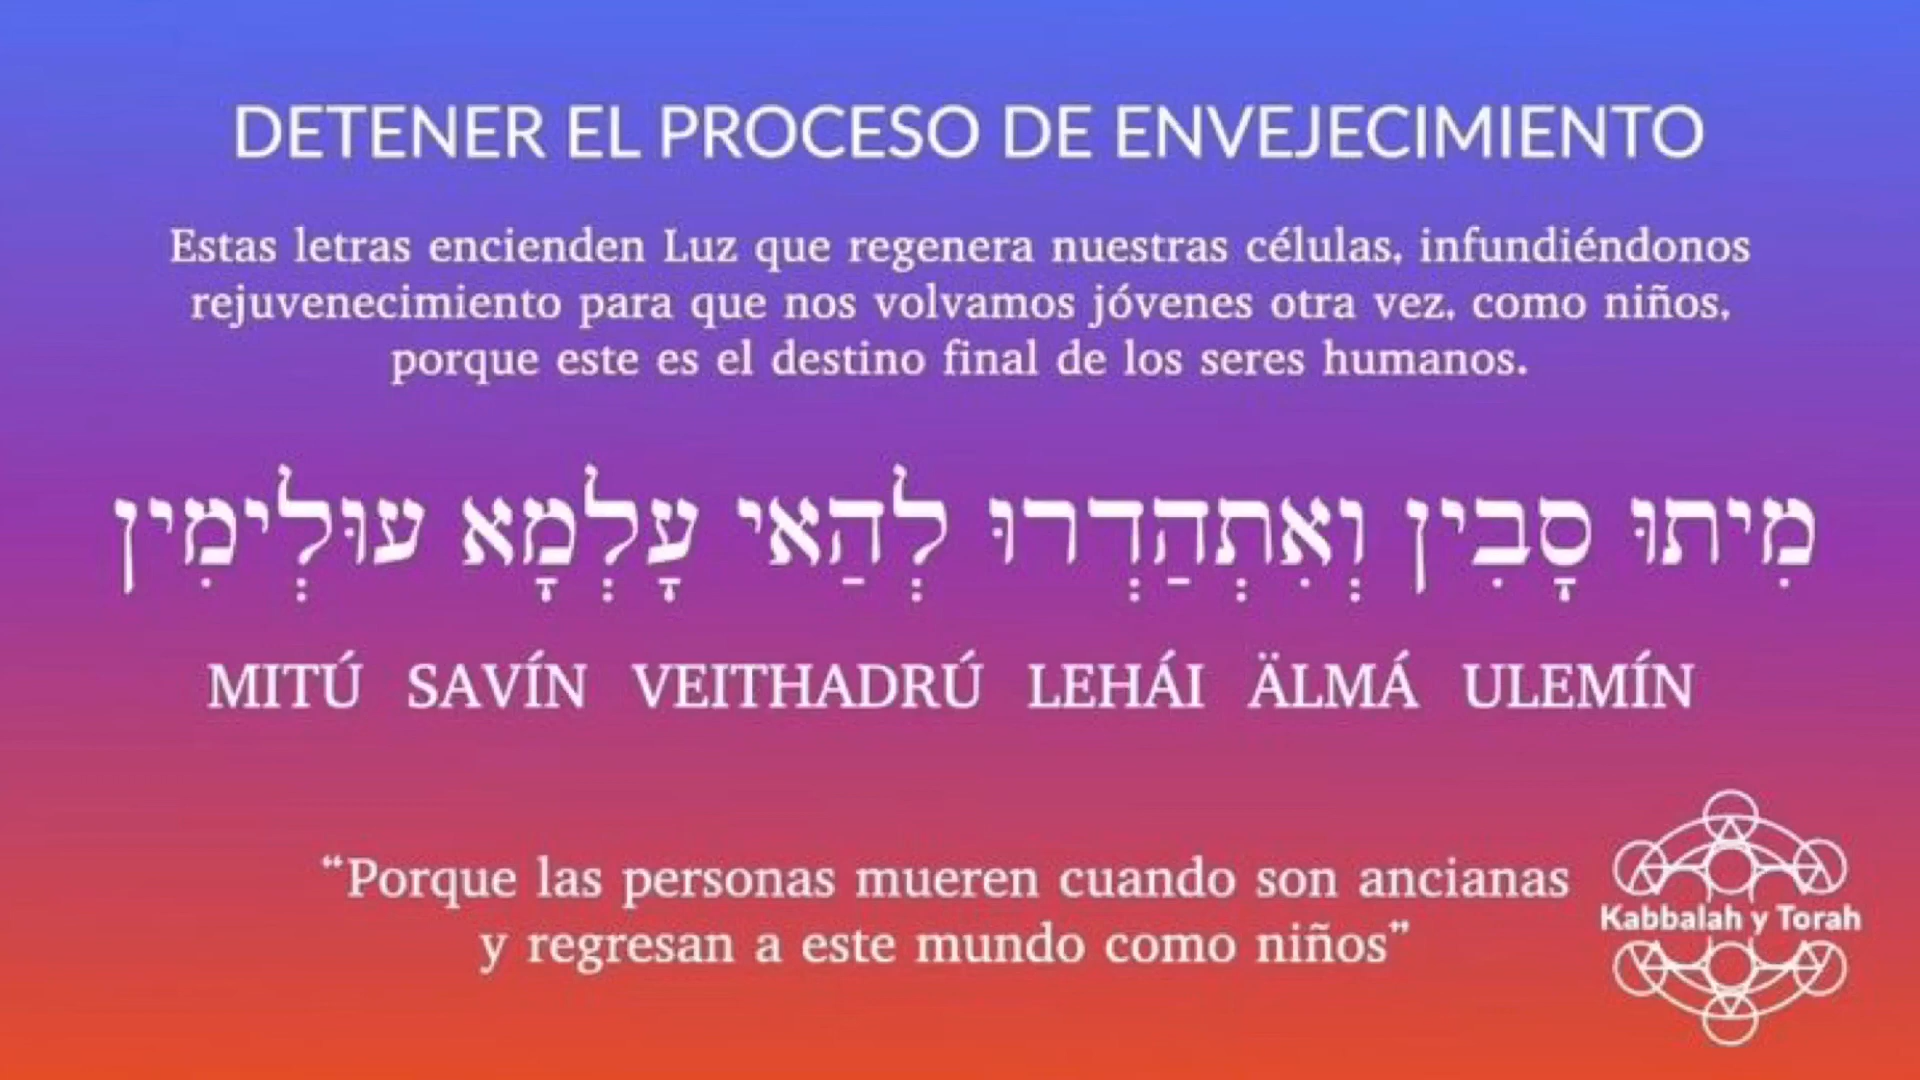 DETENER EL PROCESO DE ENVEJECIMIENTO
Estas letras encienden Luz que regenera nuestras células, infundiéndonos
rejuvenecimiento para que nos volvamos jóvenes otra vez, como niños,
porque este es el destino final de los seres humanos.
מִיתוּ סָבִין וְאִתְהַדְרוּ לְהַאי עָלְמָא עוּלְימִין
MITÚ SAVÍN VEITHADRÚ LEHÁI ÄLMÁ ULEMÍN
“Porque las personas mueren cuando son ancianas
y regresan a este mundo como niños”
Kabbalah y Torah